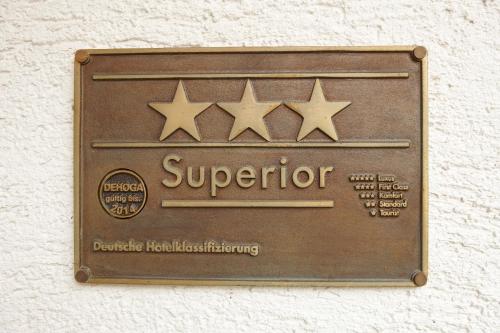 Superior
DEHOGA
gültig bis:
2014
***** Luxus
**** First Class
*** Komfort
** Standard
* Tourist
Deutsche Hotelklassifizierung